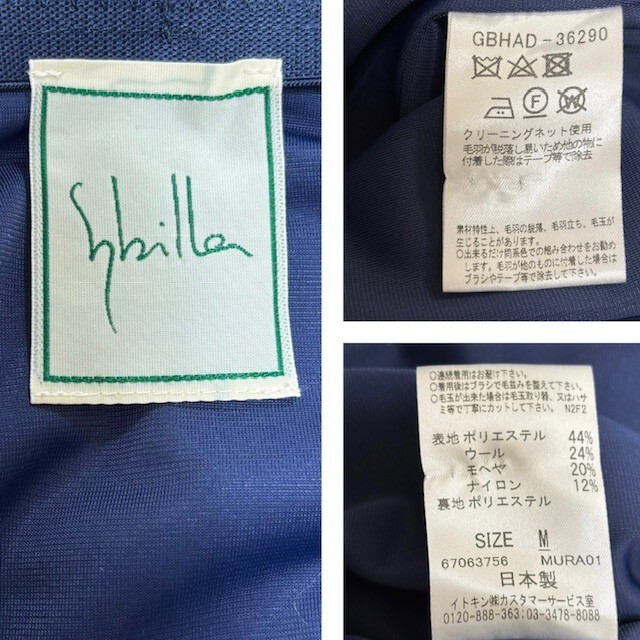 Sybilla
GBHAD-36290
クリーニングネット使用
毛羽が脱落し易いため他の物に
付着した際はテープ等で除去
素材特性上、毛羽の脱落、毛羽立ち、毛玉が
生じることがあります。
○出来るだけ同系色での組み合わせをお勧め
します。毛羽が他のものに付着した場合は
ブラシやテープ等で除去して下さい。
○連続着用はお避け下さい。
○着用後はブラシで毛並みを整えて下さい。
○毛玉が出来た場合は毛玉取り器、又はハサ
ミ等で丁寧にカットして下さい。 N2F2
表地 ポリエステル 44%
ウール 24%
モヘヤ 20%
ナイロン 12%
裏地 ポリエステル
SIZE M
67063756 MURA01
日本製
イトキン㈱カスタマーサービス室
0120-888-363:03-3478-8088